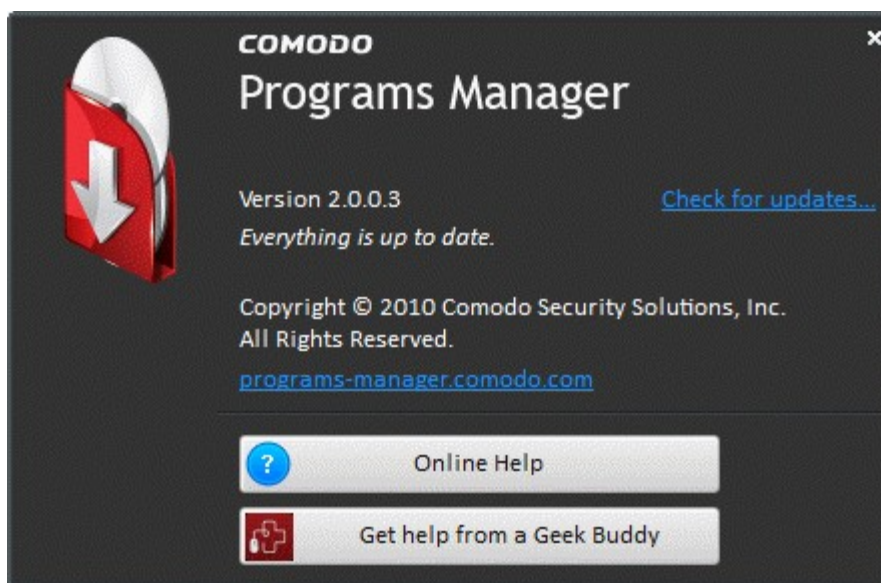 COMODO
Programs Manager
Version 2.0.0.3 Check for updates...
Everything is up to date.
Copyright © 2010 Comodo Security Solutions, Inc.
All Rights Reserved.
programs-manager.comodo.com
Online Help
Get help from a Geek Buddy